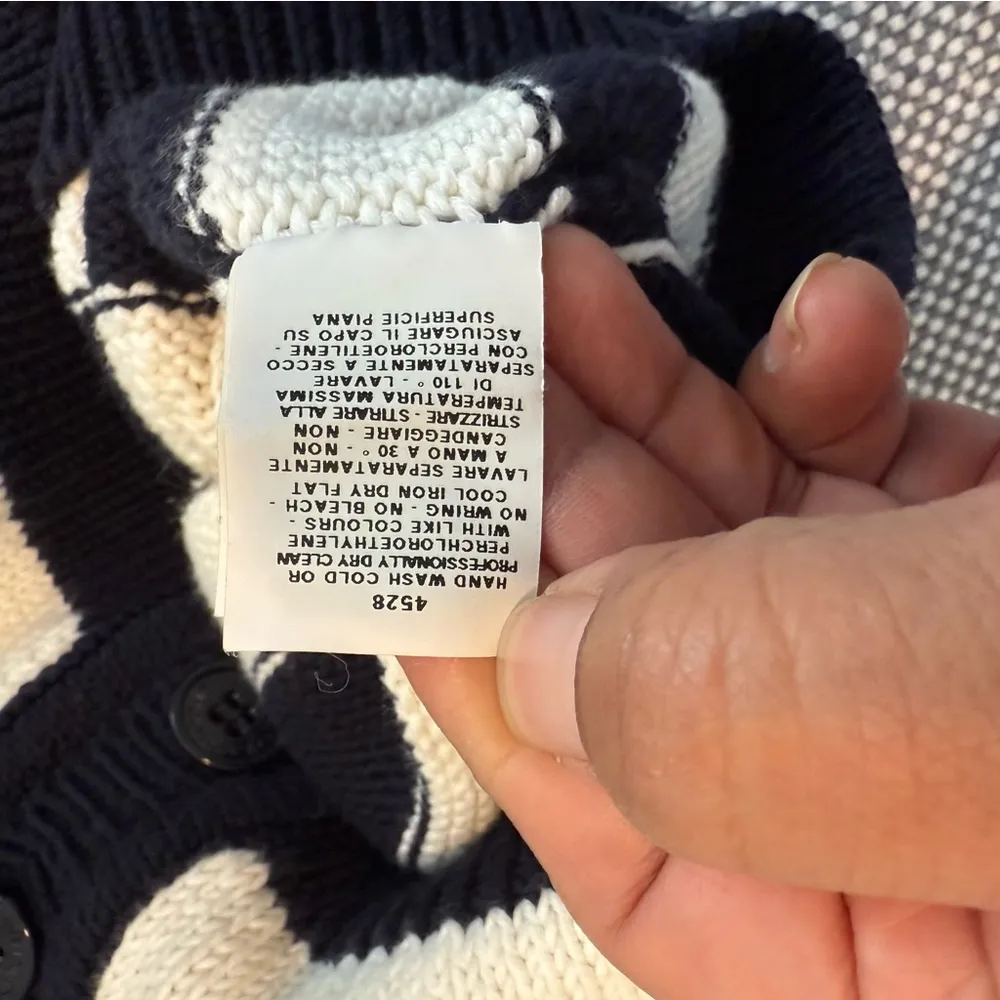 4528
HAND WASH COLD OR
PROFESSIONALLY DRY CLEAN
PERCHLOROETHYLENE
WITH LIKE COLOURS -
NO WRING - NO BLEACH -
COOL IRON DRY FLAT
LAVARE SEPARATAMENTE
A MANO A 30° - NON
CANDEGGIARE - NON
STRIZZARE - STIRARE ALLA
TEMPERATURA MASSIMA
DI 110° - LAVARE
SEPARATAMENTE A SECCO
CON PERCLOROETILENE -
ASCIUGARE IL CAPO SU
SUPERFICIE PIANA